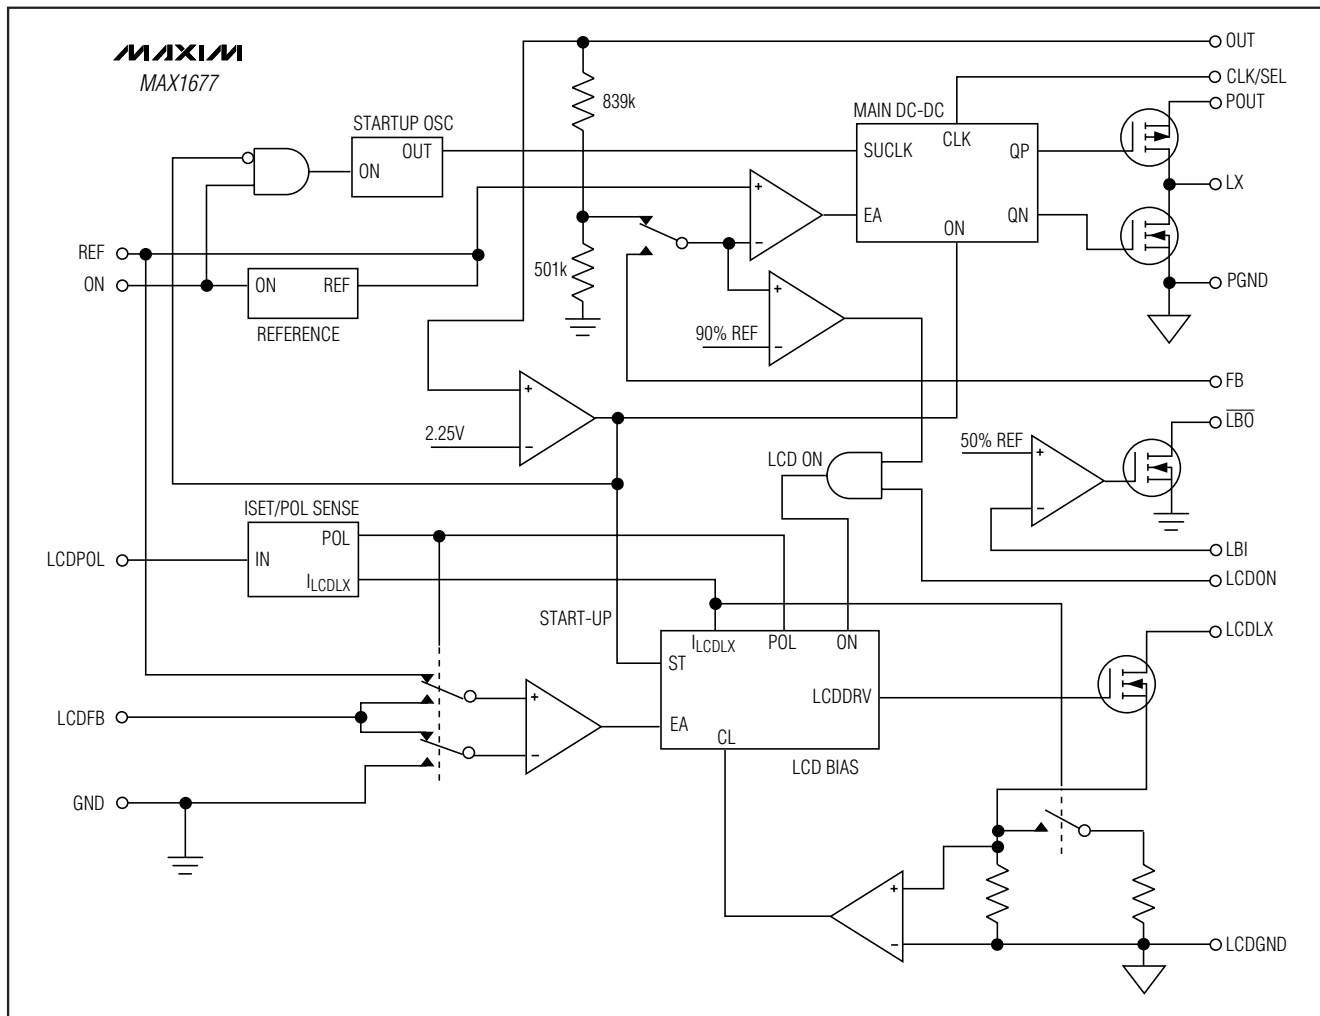 MAXIM
MAX1677
OUT
CLK/SEL
POUT
839k
MAIN DC-DC
STARTUP OSC
OUT
ON
SUCLK
CLK
QP
EA
QN
ON
LX
REF
ON
ON
REF
REFERENCE
501k
PGND
90% REF
+
−
+
−
FB
+
−
2.25V
LBO
50% REF
+
−
LCD ON
ISET/POL SENSE
POL
IN
ILCDLX
LCDPOL
LBI
LCDON
START-UP
LCDLX
ILCDLX
POL
ON
ST
LCDDRV
EA
CL
LCD BIAS
LCDFB
+
−
GND
+
−
LCDGND